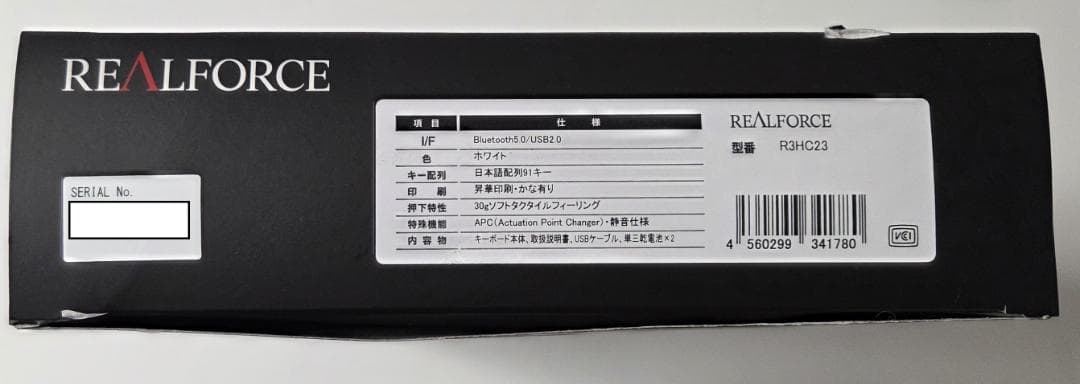 REALFORCE
SERIAL No.
項目 仕様
I/F Bluetooth5.0/USB2.0
色 ホワイト
キー配列 日本語配列91キー
印刷 昇華印刷・かな有り
押下特性 30gソフトタクタイルフィーリング
特殊機能 APC(Actuation Point Changer)・静音仕様
内容物 キーボード本体、取扱説明書、USBケーブル、単三乾電池×2
REALFORCE
型番 R3HC23
4 560299 341780
VCI